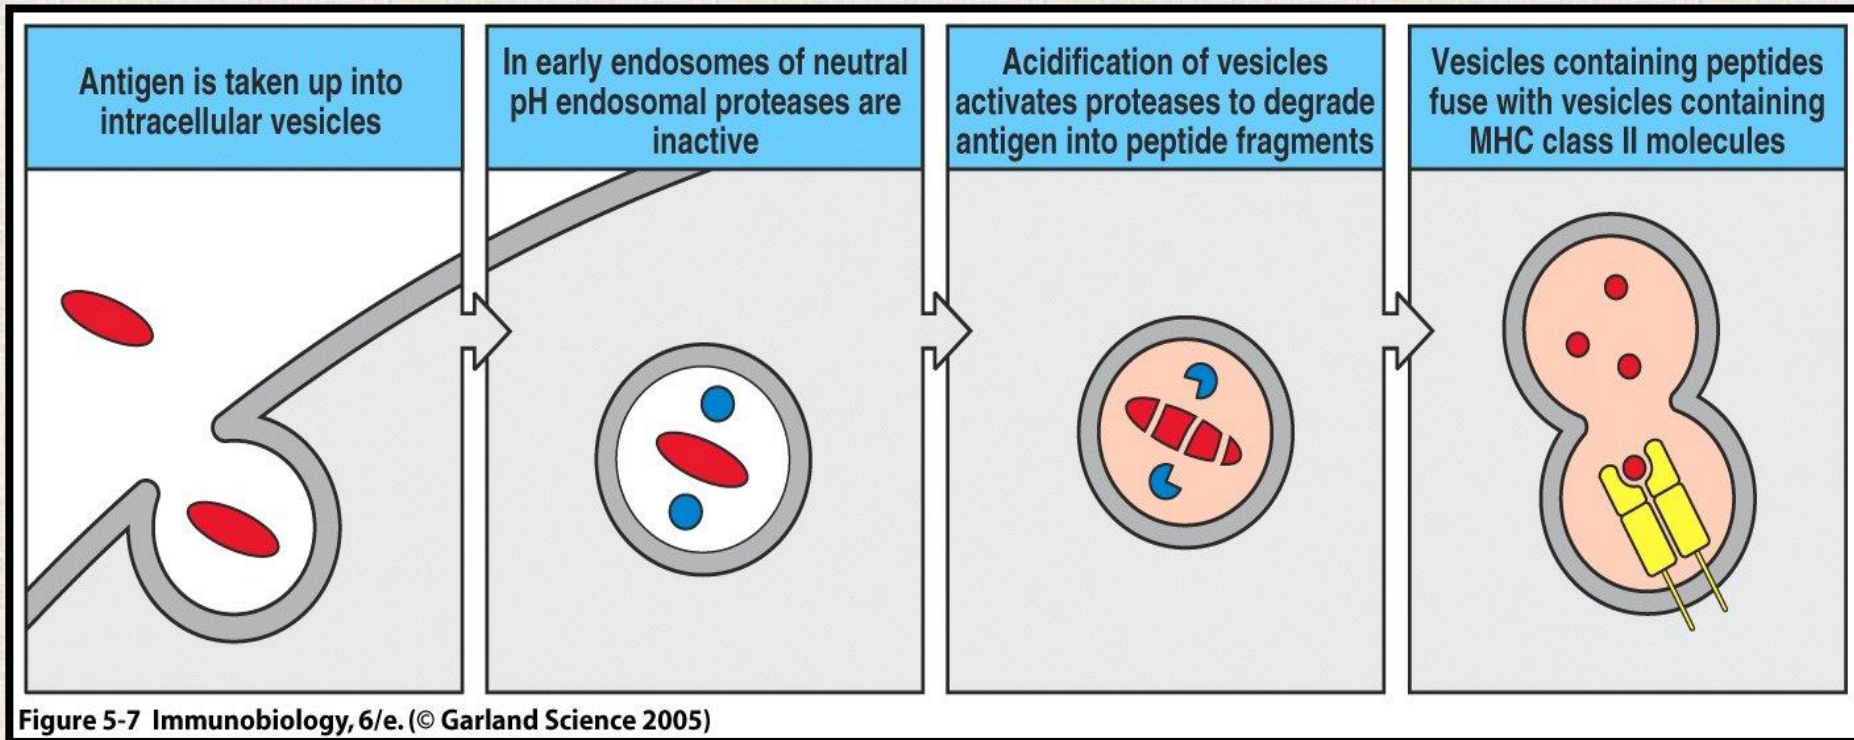 Antigen is taken up into
intracellular vesicles
In early endosomes of neutral
pH endosomal proteases are
inactive
Acidification of vesicles
activates proteases to degrade
antigen into peptide fragments
Vesicles containing peptides
fuse with vesicles containing
MHC class II molecules
Figure 5-7 Immunobiology, 6/e. (© Garland Science 2005)